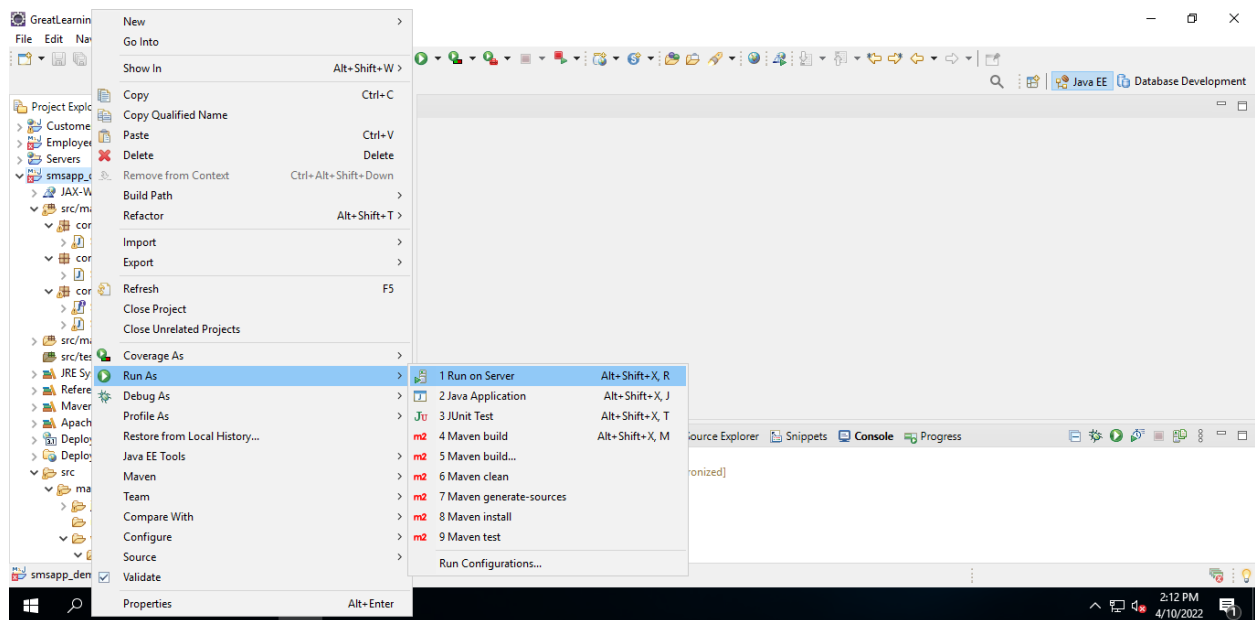 GreatLearnin
File Edit Na
Java EE Database Development
Project Explo
Custome
Employe
Servers
smsapp_d
JAX-W
src/ma
com
com
com
src/ma
src/tes
JRE Sy
Refere
Maven
Apach
Deploy
Deploy
src
ma
smsapp_dem
New
Go Into
Show In Alt+Shift+W >
Copy Ctrl+C
Copy Qualified Name
Paste Ctrl+V
Delete Delete
Remove from Context Ctrl+Alt+Shift+Down
Build Path
Refactor Alt+Shift+T >
Import
Export
Refresh F5
Close Project
Close Unrelated Projects
Coverage As
Run As
Debug As
Profile As
Restore from Local History...
Java EE Tools
Maven
Team
Compare With
Configure
Source
Validate
Properties Alt+Enter
1 Run on Server Alt+Shift+X, R
2 Java Application Alt+Shift+X, J
3 JUnit Test Alt+Shift+X, T
4 Maven build Alt+Shift+X, M
5 Maven build...
6 Maven clean
7 Maven generate-sources
8 Maven install
9 Maven test
Run Configurations...
Source Explorer Snippets Console Progress
ronized]
2:12 PM
4/10/2022